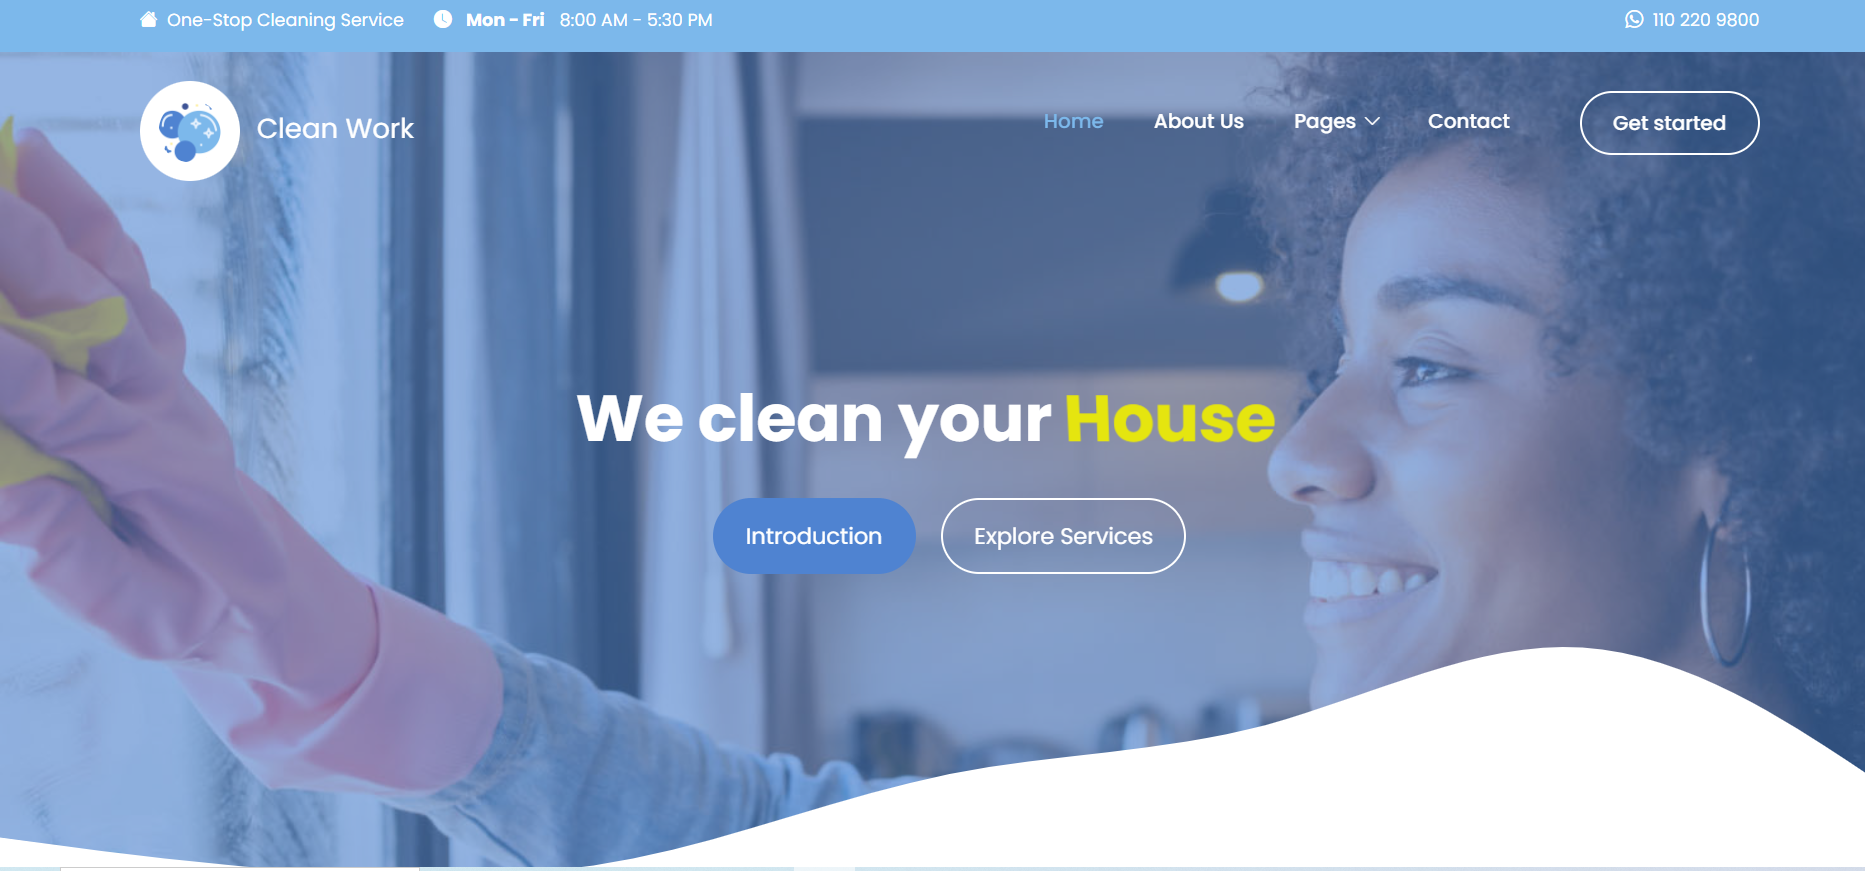 One-Stop Cleaning Service Mon - Fri 8:00 AM - 5:30 PM 110 220 9800
Clean Work Home About Us Pages Contact Get started
We clean your House
Introduction Explore Services